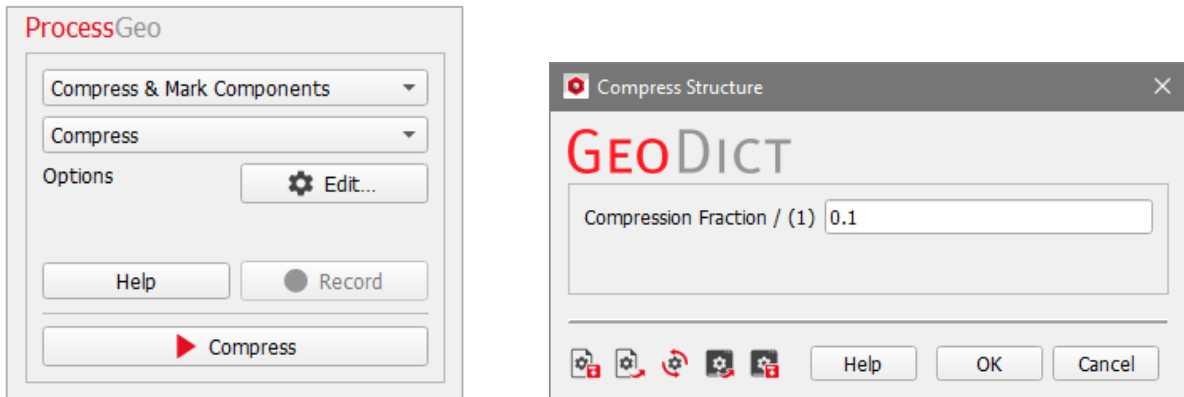 ProcessGeo
Compress & Mark Components
Compress
Options
Edit...
Help
Record
Compress
Compress Structure
GEODICT
Compression Fraction / (1) 0.1
Help
OK
Cancel